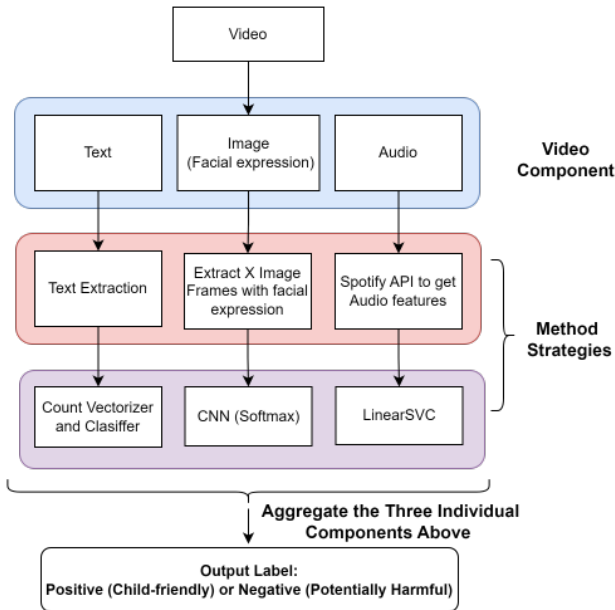 Video
Text
Image
(Facial expression)
Audio
Video
Component
Text Extraction
Extract X Image
Frames with facial
expression
Spotify API to get
Audio features
Method
Strategies
Count Vectorizer
and Clasiffer
CNN (Softmax)
LinearSVC
Aggregate the Three Individual
Components Above
Output Label:
Positive (Child-friendly) or Negative (Potentially Harmful)